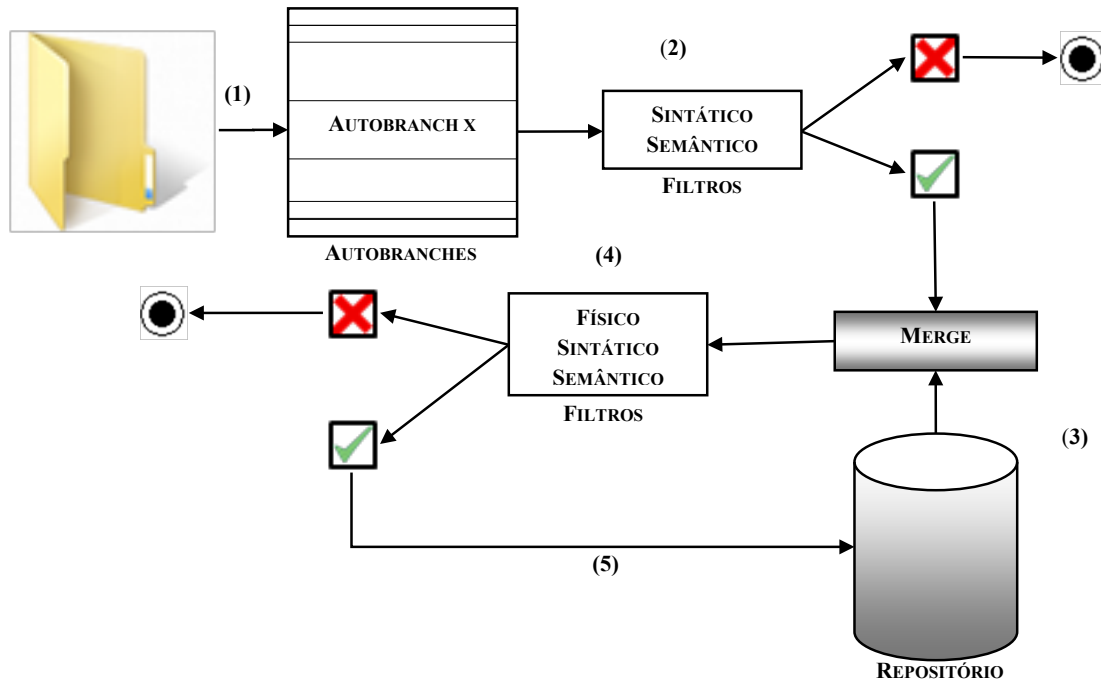 (1)
AUTOBRANCH X
AUTOBRANCHES
(2)
SINTÁTICO
SEMÂNTICO
FILTROS
(3)
MERGE
REPOSITÓRIO
(4)
FÍSICO
SINTÁTICO
SEMÂNTICO
FILTROS
(5)